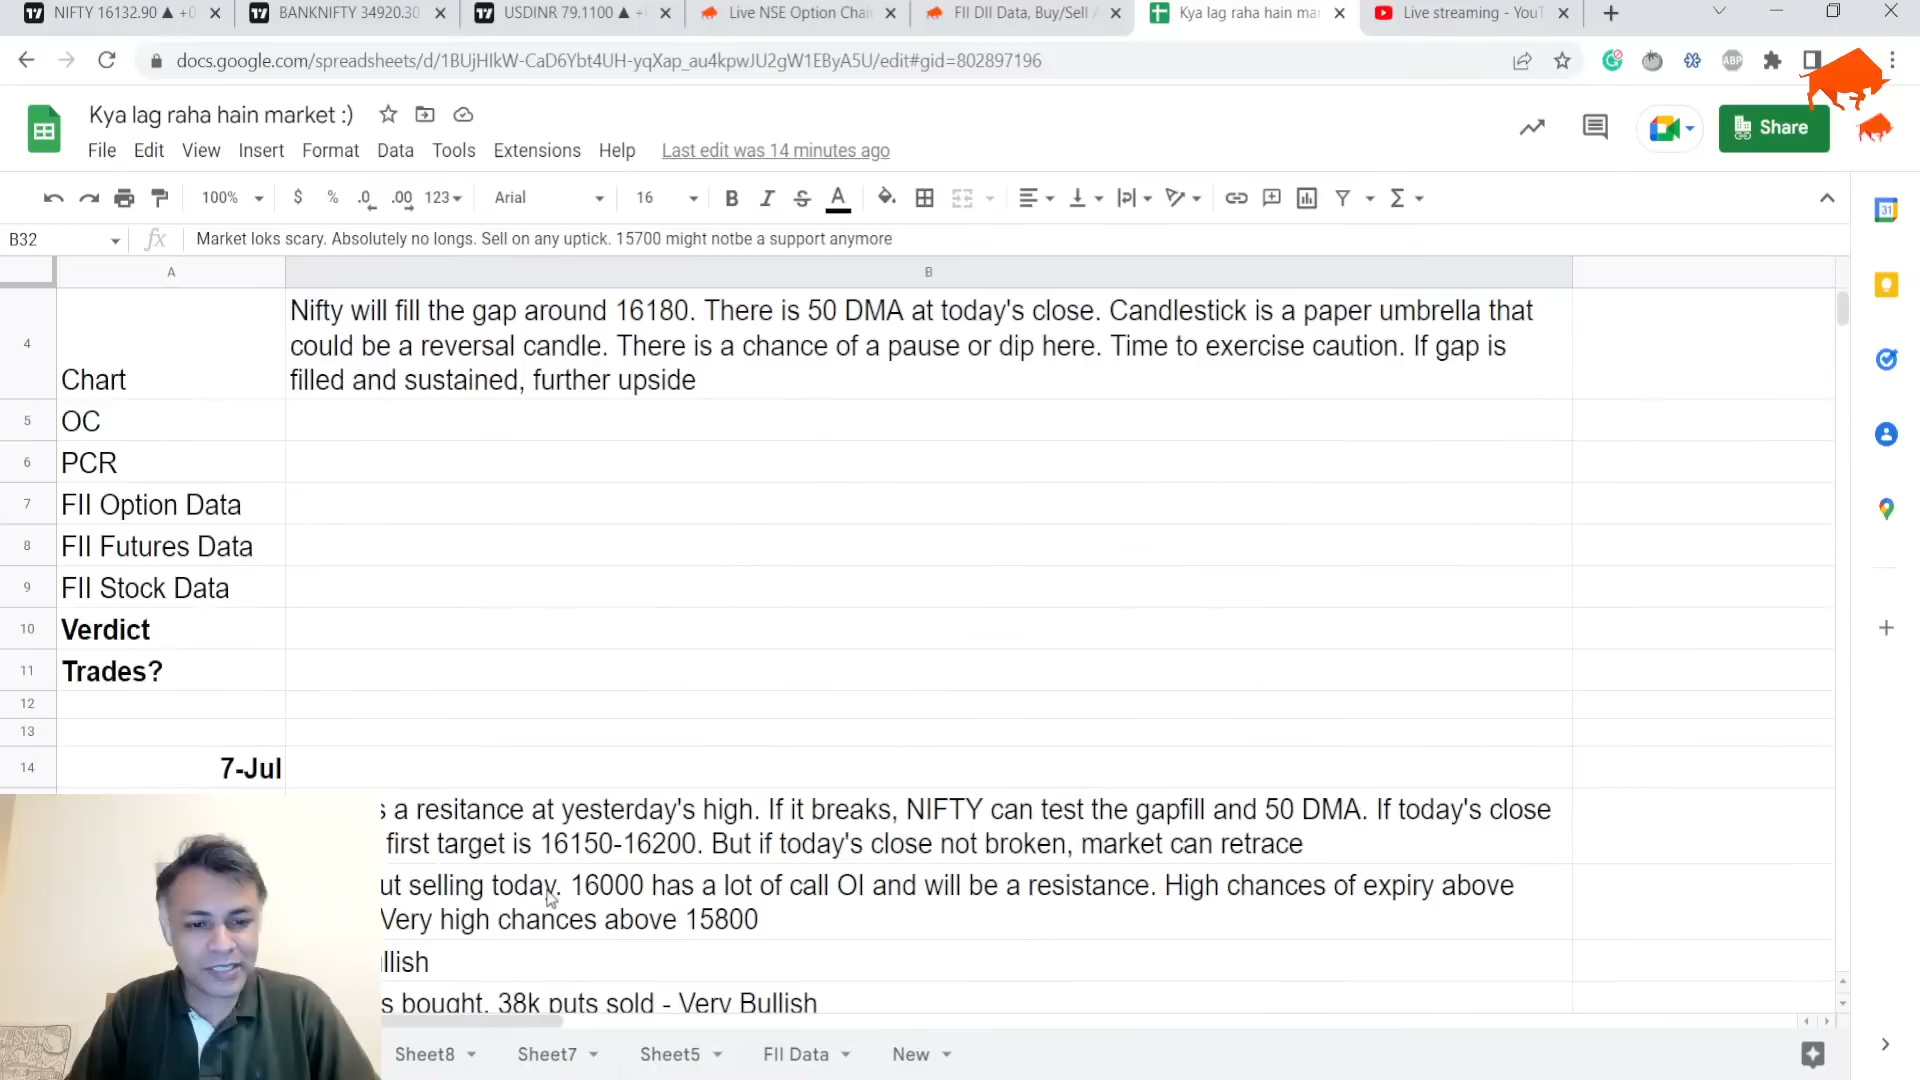 NIFTY 16132.90 ▲ +0
BANKNIFTY 34920.30
USDINR 79.1100 ▲ +
Live NSE Option Chai
FII DII Data, Buy/Sell A
Kya lag raha hain mar
Live streaming - YouT
docs.google.com/spreadsheets/d/1BUjHIkW-CaD6Ybt4UH-yqXap_au4kpwJU2gW1EByA5U/edit#gid=802897196
ABP
Kya lag raha hain market :)
Share
File Edit View Insert Format Data Tools Extensions Help Last edit was 14 minutes ago
100% $ % .0 .00 123 Arial 16 B I S A
31
B32 fx Market loks scary. Absolutely no longs. Sell on any uptick. 15700 might notbe a support anymore
A B
Nifty will fill the gap around 16180. There is 50 DMA at today's close. Candlestick is a paper umbrella that
could be a reversal candle. There is a chance of a pause or dip here. Time to exercise caution. If gap is
4 Chart filled and sustained, further upside
5 OC
6 PCR
7 FII Option Data
8 FII Futures Data
9 FII Stock Data
10 Verdict
11 Trades?
12
13
14 7-Jul
s a resitance at yesterday's high. If it breaks, NIFTY can test the gapfill and 50 DMA. If today's close
first target is 16150-16200. But if today's close not broken, market can retrace
ut selling today. 16000 has a lot of call OI and will be a resistance. High chances of expiry above
Very high chances above 15800
llish
s bought. 38k puts sold - Very Bullish
Sheet8 Sheet7 Sheet5 FII Data New